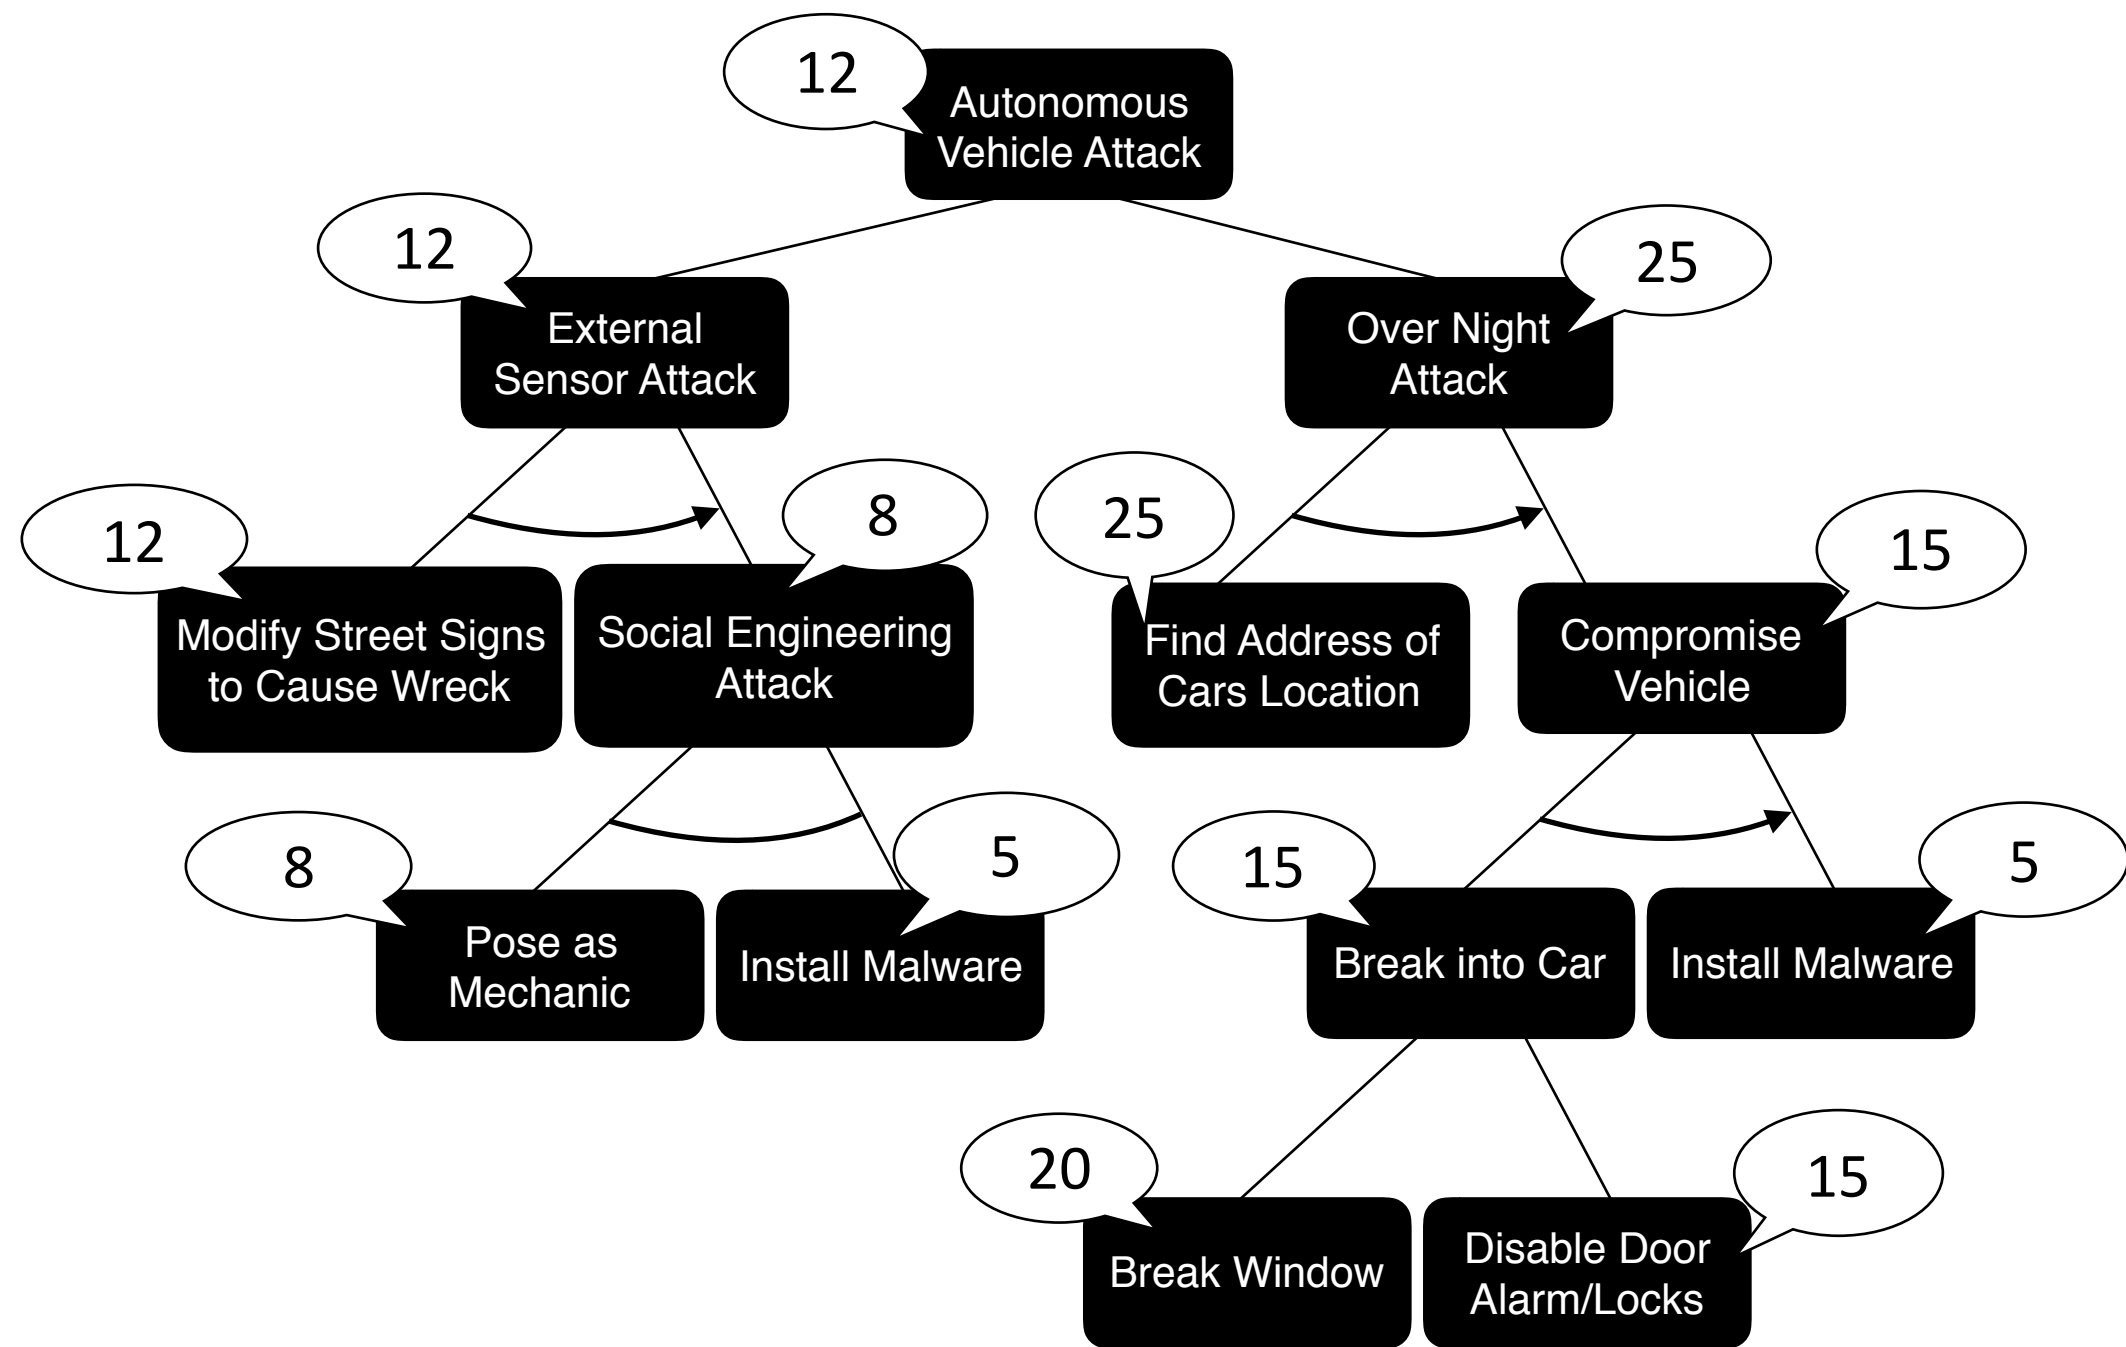 12
Autonomous
Vehicle Attack
12
External
Sensor Attack
25
Over Night
Attack
12
Modify Street Signs
to Cause Wreck
8
Social Engineering
Attack
25
Find Address of
Cars Location
15
Compromise
Vehicle
8
Pose as
Mechanic
5
Install Malware
15
Break into Car
5
Install Malware
20
Break Window
15
Disable Door
Alarm/Locks